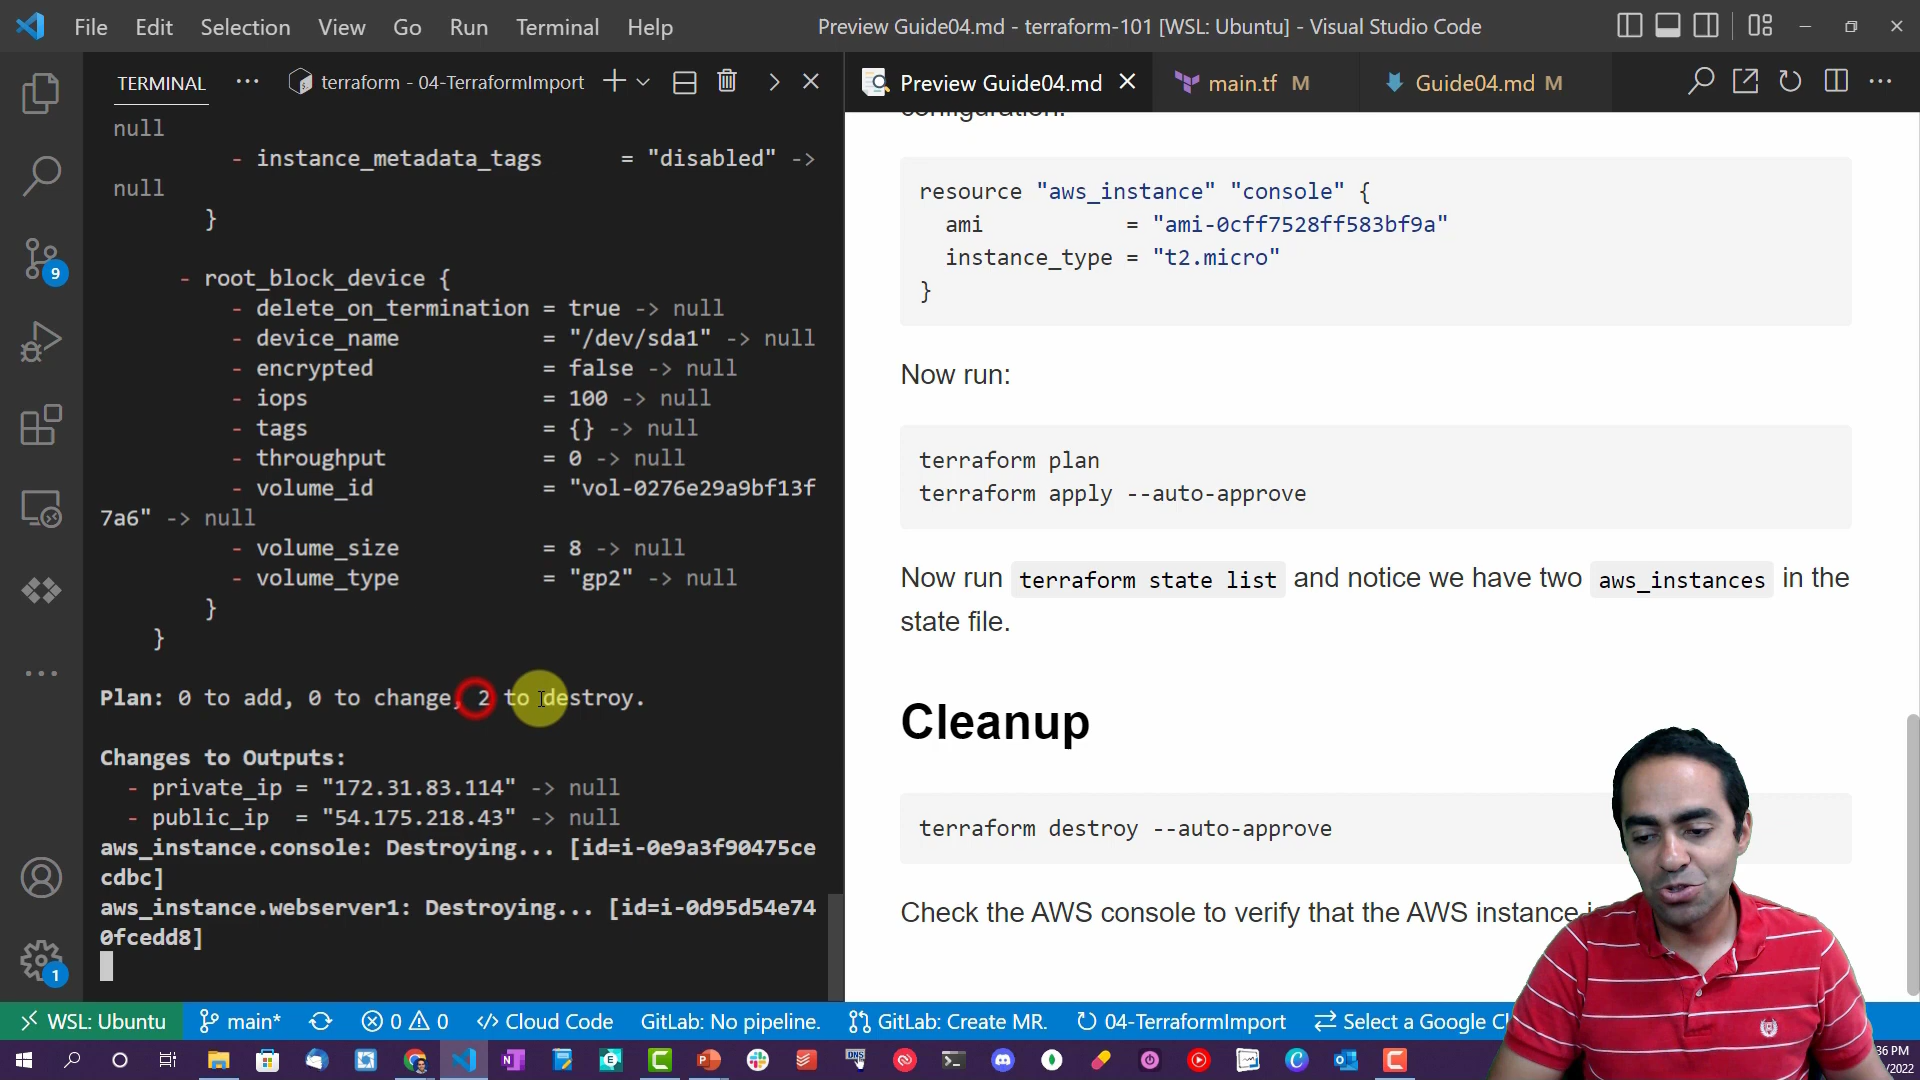 File Edit Selection View Go Run Terminal Help
Preview Guide04.md - terraform-101 [WSL: Ubuntu] - Visual Studio Code
TERMINAL ··· terraform - 04-TerraformImport
null
- instance_metadata_tags = "disabled" ->
null
}
- root_block_device {
- delete_on_termination = true -> null
- device_name = "/dev/sda1" -> null
- encrypted = false -> null
- iops = 100 -> null
- tags = {} -> null
- throughput = 0 -> null
- volume_id = "vol-0276e29a9bf13f
7a6" -> null
- volume_size = 8 -> null
- volume_type = "gp2" -> null
}
}
Plan: 0 to add, 0 to change, 2 to destroy.
Changes to Outputs:
- private_ip = "172.31.83.114" -> null
- public_ip = "54.175.218.43" -> null
aws_instance.console: Destroying... [id=i-0e9a3f90475ce
cdbc]
aws_instance.webserver1: Destroying... [id=i-0d95d54e74
0fcedd8]
Preview Guide04.md main.tf M Guide04.md M
configuration.
resource "aws_instance" "console" {
ami = "ami-0cff7528ff583bf9a"
instance_type = "t2.micro"
}
Now run:
terraform plan
terraform apply --auto-approve
Now run terraform state list and notice we have two aws_instances in the
state file.
Cleanup
terraform destroy --auto-approve
Check the AWS console to verify that the AWS instance
9
1
WSL: Ubuntu main* 0 0 Cloud Code GitLab: No pipeline. GitLab: Create MR. 04-TerraformImport Select a Google
DNS
36 PM
/2022